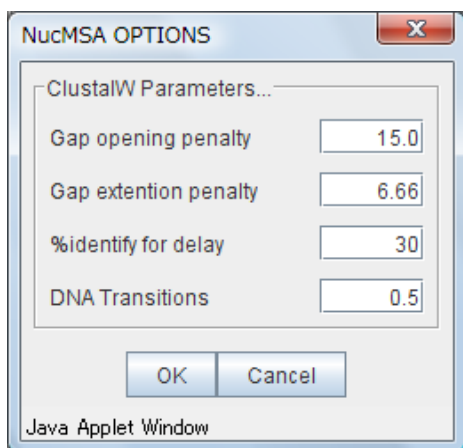 NucMSA OPTIONS
ClustalW Parameters...
Gap opening penalty 15.0
Gap extention penalty 6.66
%identify for delay 30
DNA Transitions 0.5
OK Cancel
Java Applet Window